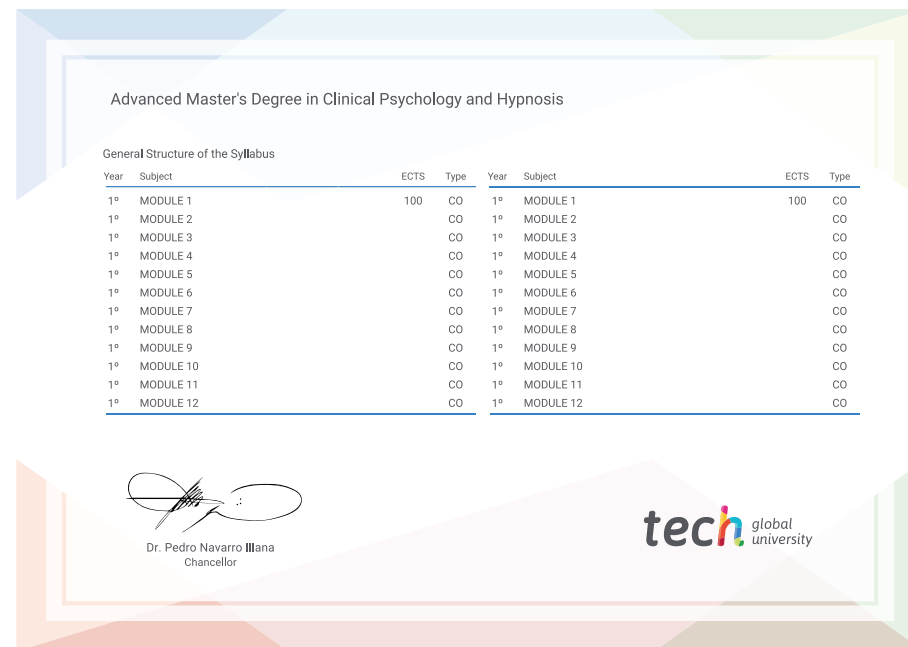 Advanced Master's Degree in Clinical Psychology and Hypnosis
General Structure of the Syllabus
Year Subject ECTS Type
1º MODULE 1 100 CO
1º MODULE 2 CO
1º MODULE 3 CO
1º MODULE 4 CO
1º MODULE 5 CO
1º MODULE 6 CO
1º MODULE 7 CO
1º MODULE 8 CO
1º MODULE 9 CO
1º MODULE 10 CO
1º MODULE 11 CO
1º MODULE 12 CO
Year Subject ECTS Type
1º MODULE 1 100 CO
1º MODULE 2 CO
1º MODULE 3 CO
1º MODULE 4 CO
1º MODULE 5 CO
1º MODULE 6 CO
1º MODULE 7 CO
1º MODULE 8 CO
1º MODULE 9 CO
1º MODULE 10 CO
1º MODULE 11 CO
1º MODULE 12 CO
Dr. Pedro Navarro Illana
Chancellor
tech global
university